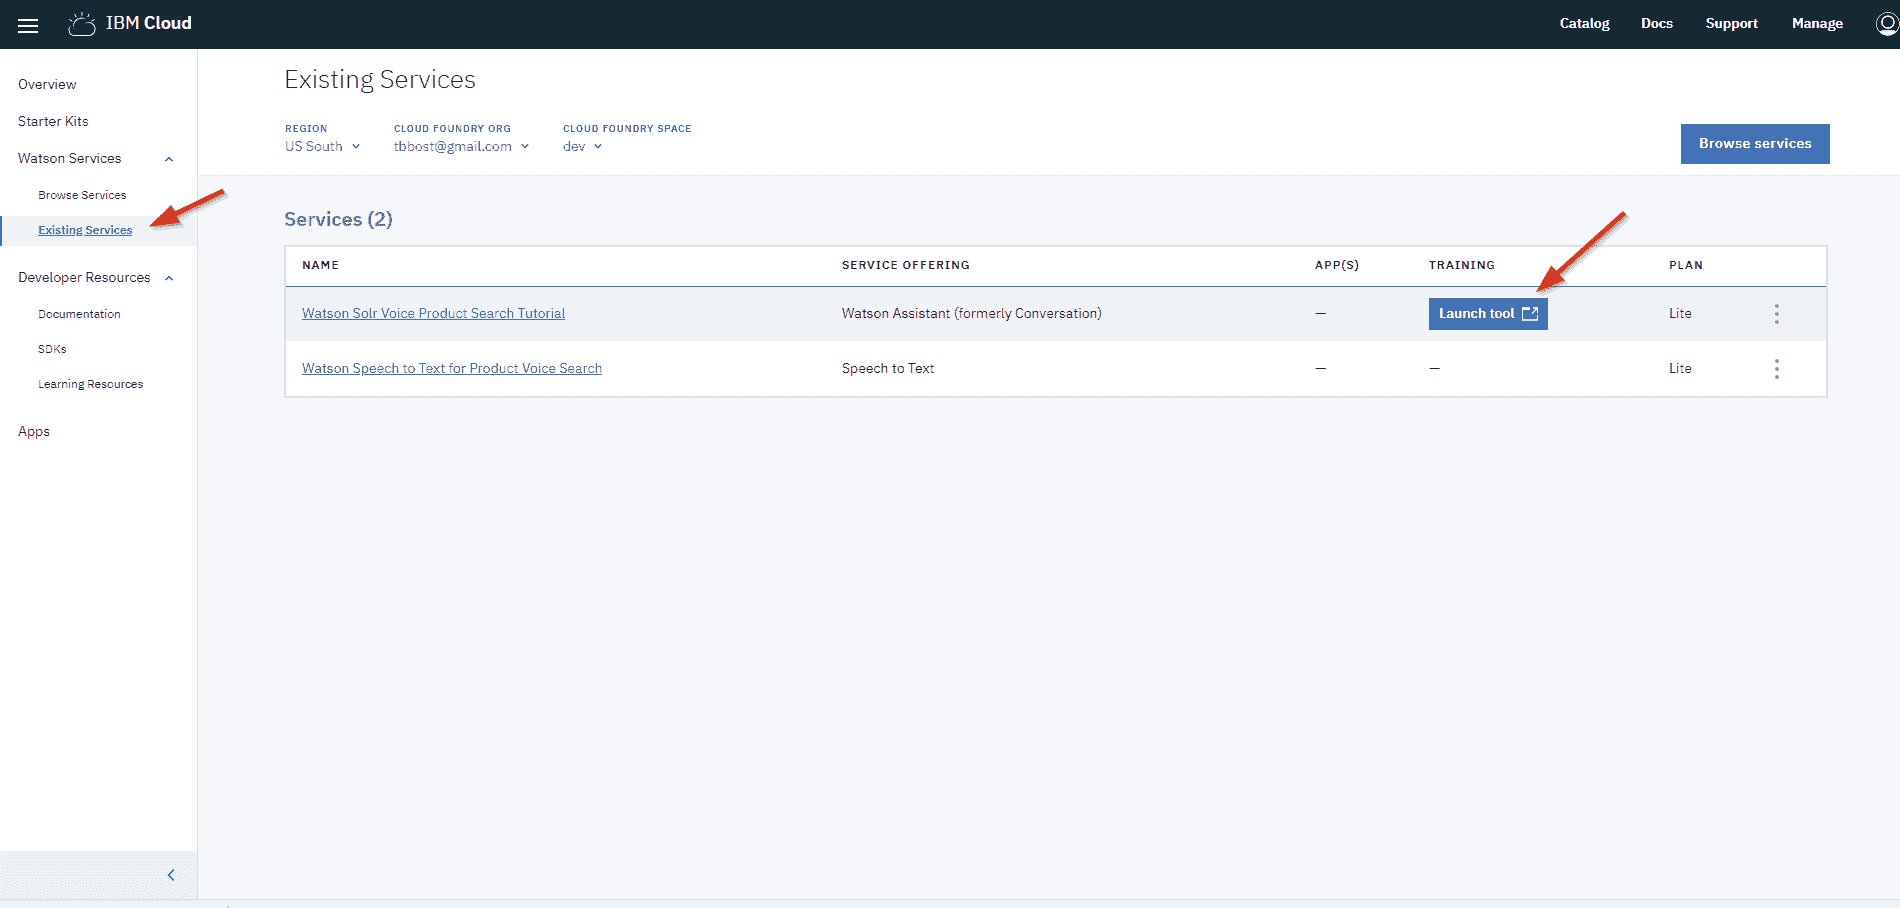 IBM Cloud
Catalog Docs Support Manage
Overview
Starter Kits
Watson Services
Browse Services
Existing Services
Developer Resources
Documentation
SDKs
Learning Resources
Apps
Existing Services
REGION CLOUD FOUNDRY ORG CLOUD FOUNDRY SPACE
US South tbbost@gmail.com dev
Browse services
Services (2)
NAME SERVICE OFFERING APP(S) TRAINING PLAN
Watson Solr Voice Product Search Tutorial Watson Assistant (formerly Conversation) — Launch tool Lite
Watson Speech to Text for Product Voice Search Speech to Text — — Lite